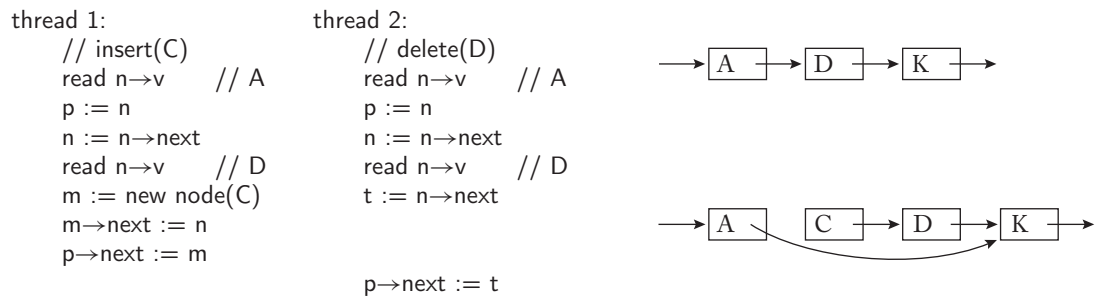 thread 1:
// insert(C)
read n→v // A
p := n
n := n→next
read n→v // D
m := new node(C)
m→next := n
p→next := m
thread 2:
// delete(D)
read n→v // A
p := n
n := n→next
read n→v // D
t := n→next
p→next := t
A D K
A C D K